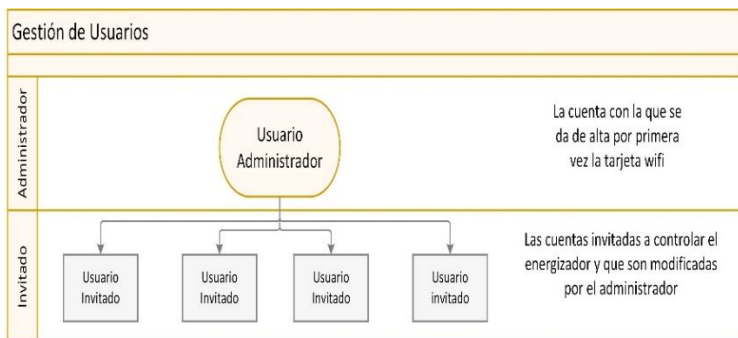 Gestión de Usuarios
Administrador
Usuario
Administrador
La cuenta con la que se
da de alta por primera
vez la tarjeta wifi
Invitado
Usuario
Invitado
Usuario
Invitado
Usuario
Invitado
Usuario
invitado
Las cuentas invitadas a controlar el
energizador y que son modificadas
por el administrador